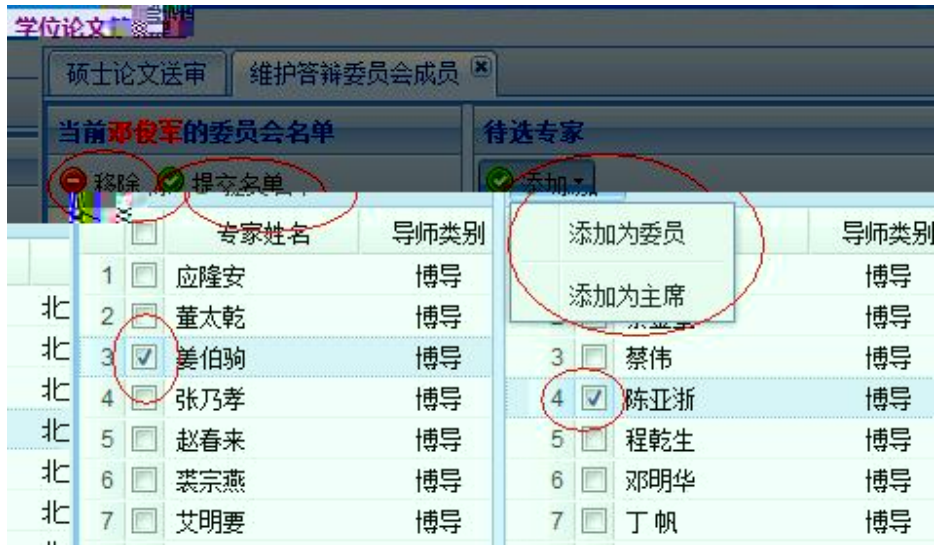 学位论文
硕士论文送审 维护答辩委员会成员
当前邓俊军的委员会名单 待选专家
移除 提交名单 添加
专家姓名 导师类别 添加为委员 导师类别
1 应隆安 博导 博导
添加为主席
北 2 董太乾 博导 博导
北 3 姜伯驹 博导 3 蔡伟 博导
北 4 张乃孝 博导 4 陈亚浙 博导
北 5 赵春来 博导 5 程乾生 博导
北 6 裘宗燕 博导 6 邓明华 博导
北 7 艾明要 博导 7 丁帆 博导